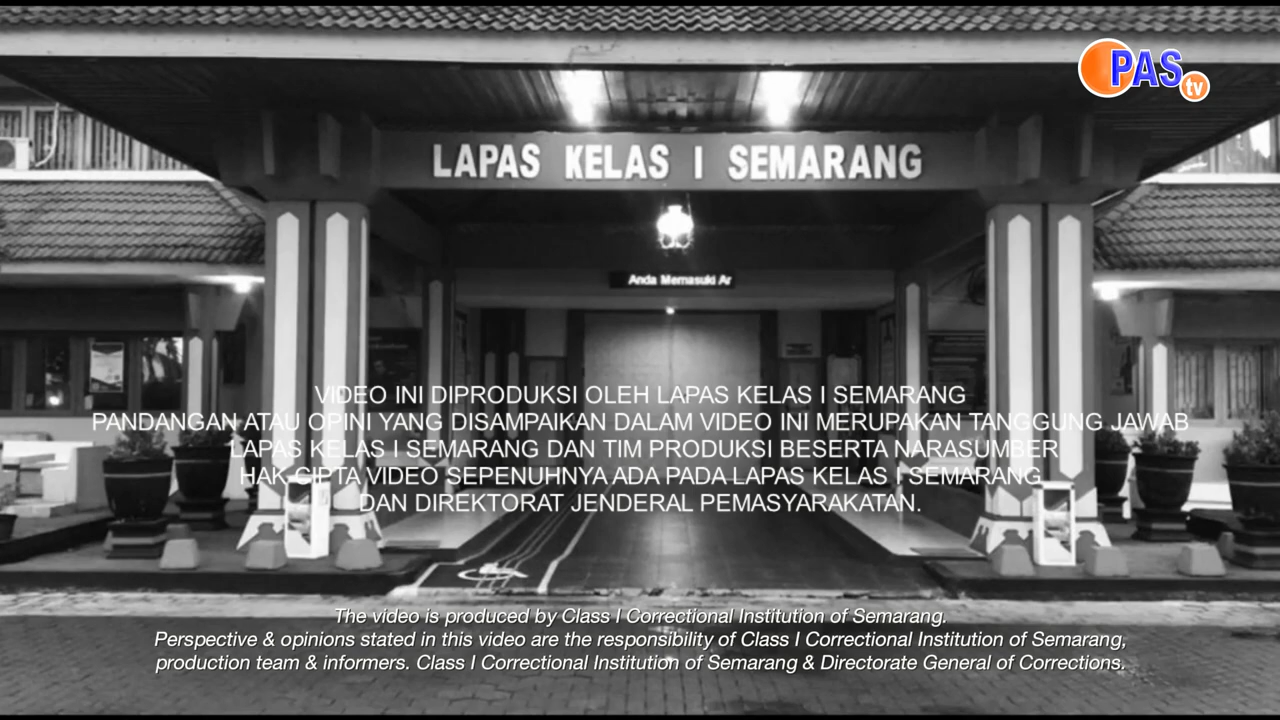 PAS
tv
LAPAS KELAS I SEMARANG
Anda Memasuki Ar
VIDEO INI DIPRODUKSI OLEH LAPAS KELAS I SEMARANG
PANDANGAN ATAU OPINI YANG DISAMPAIKAN DALAM VIDEO INI MERUPAKAN TANGGUNG JAWAB
LAPAS KELAS I SEMARANG DAN TIM PRODUKSI BESERTA NARASUMBER
HAK CIPTA VIDEO SEPENUHNYA ADA PADA LAPAS KELAS I SEMARANG
DAN DIREKTORAT JENDERAL PEMASYARAKATAN.
The video is produced by Class I Correctional Institution of Semarang.
Perspective & opinions stated in this video are the responsibility of Class I Correctional Institution of Semarang,
production team & informers. Class I Correctional Institution of Semarang & Directorate General of Corrections.